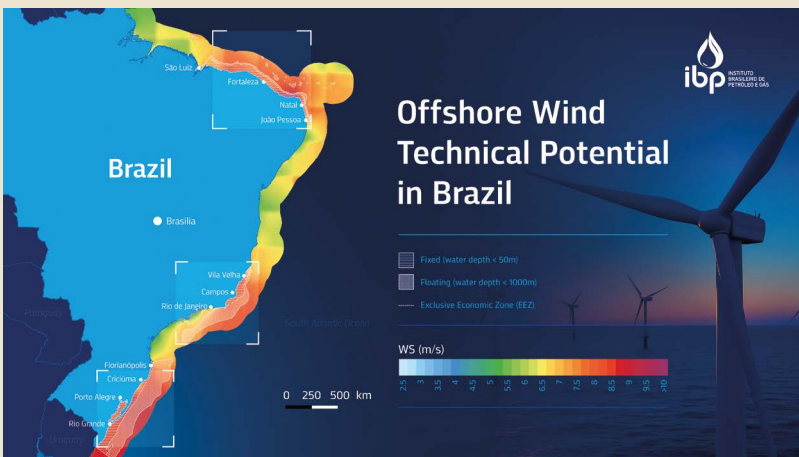 São Luiz
Fortaleza
Natal
João Pessoa
Brazil
Brasília
Vila Velha
Campos
Rio de Janeiro
South Atlantic Ocean
Paraguay
Florianópolis
Criciúma
Porto Alegre
Rio Grande
Uruguay
0 250 500 km
ibp
INSTITUTO
BRASILEIRO DE
PETRÓLEO E GÁS
Offshore Wind
Technical Potential
in Brazil
Fixed (water depth < 50m)
Floating (water depth < 1000m)
Exclusive Economic Zone (EEZ)
WS (m/s)
2.5 3 3.5 4 4.5 5 5.5 6 6.5 7 7.5 8 8.5 9 9.5 >10